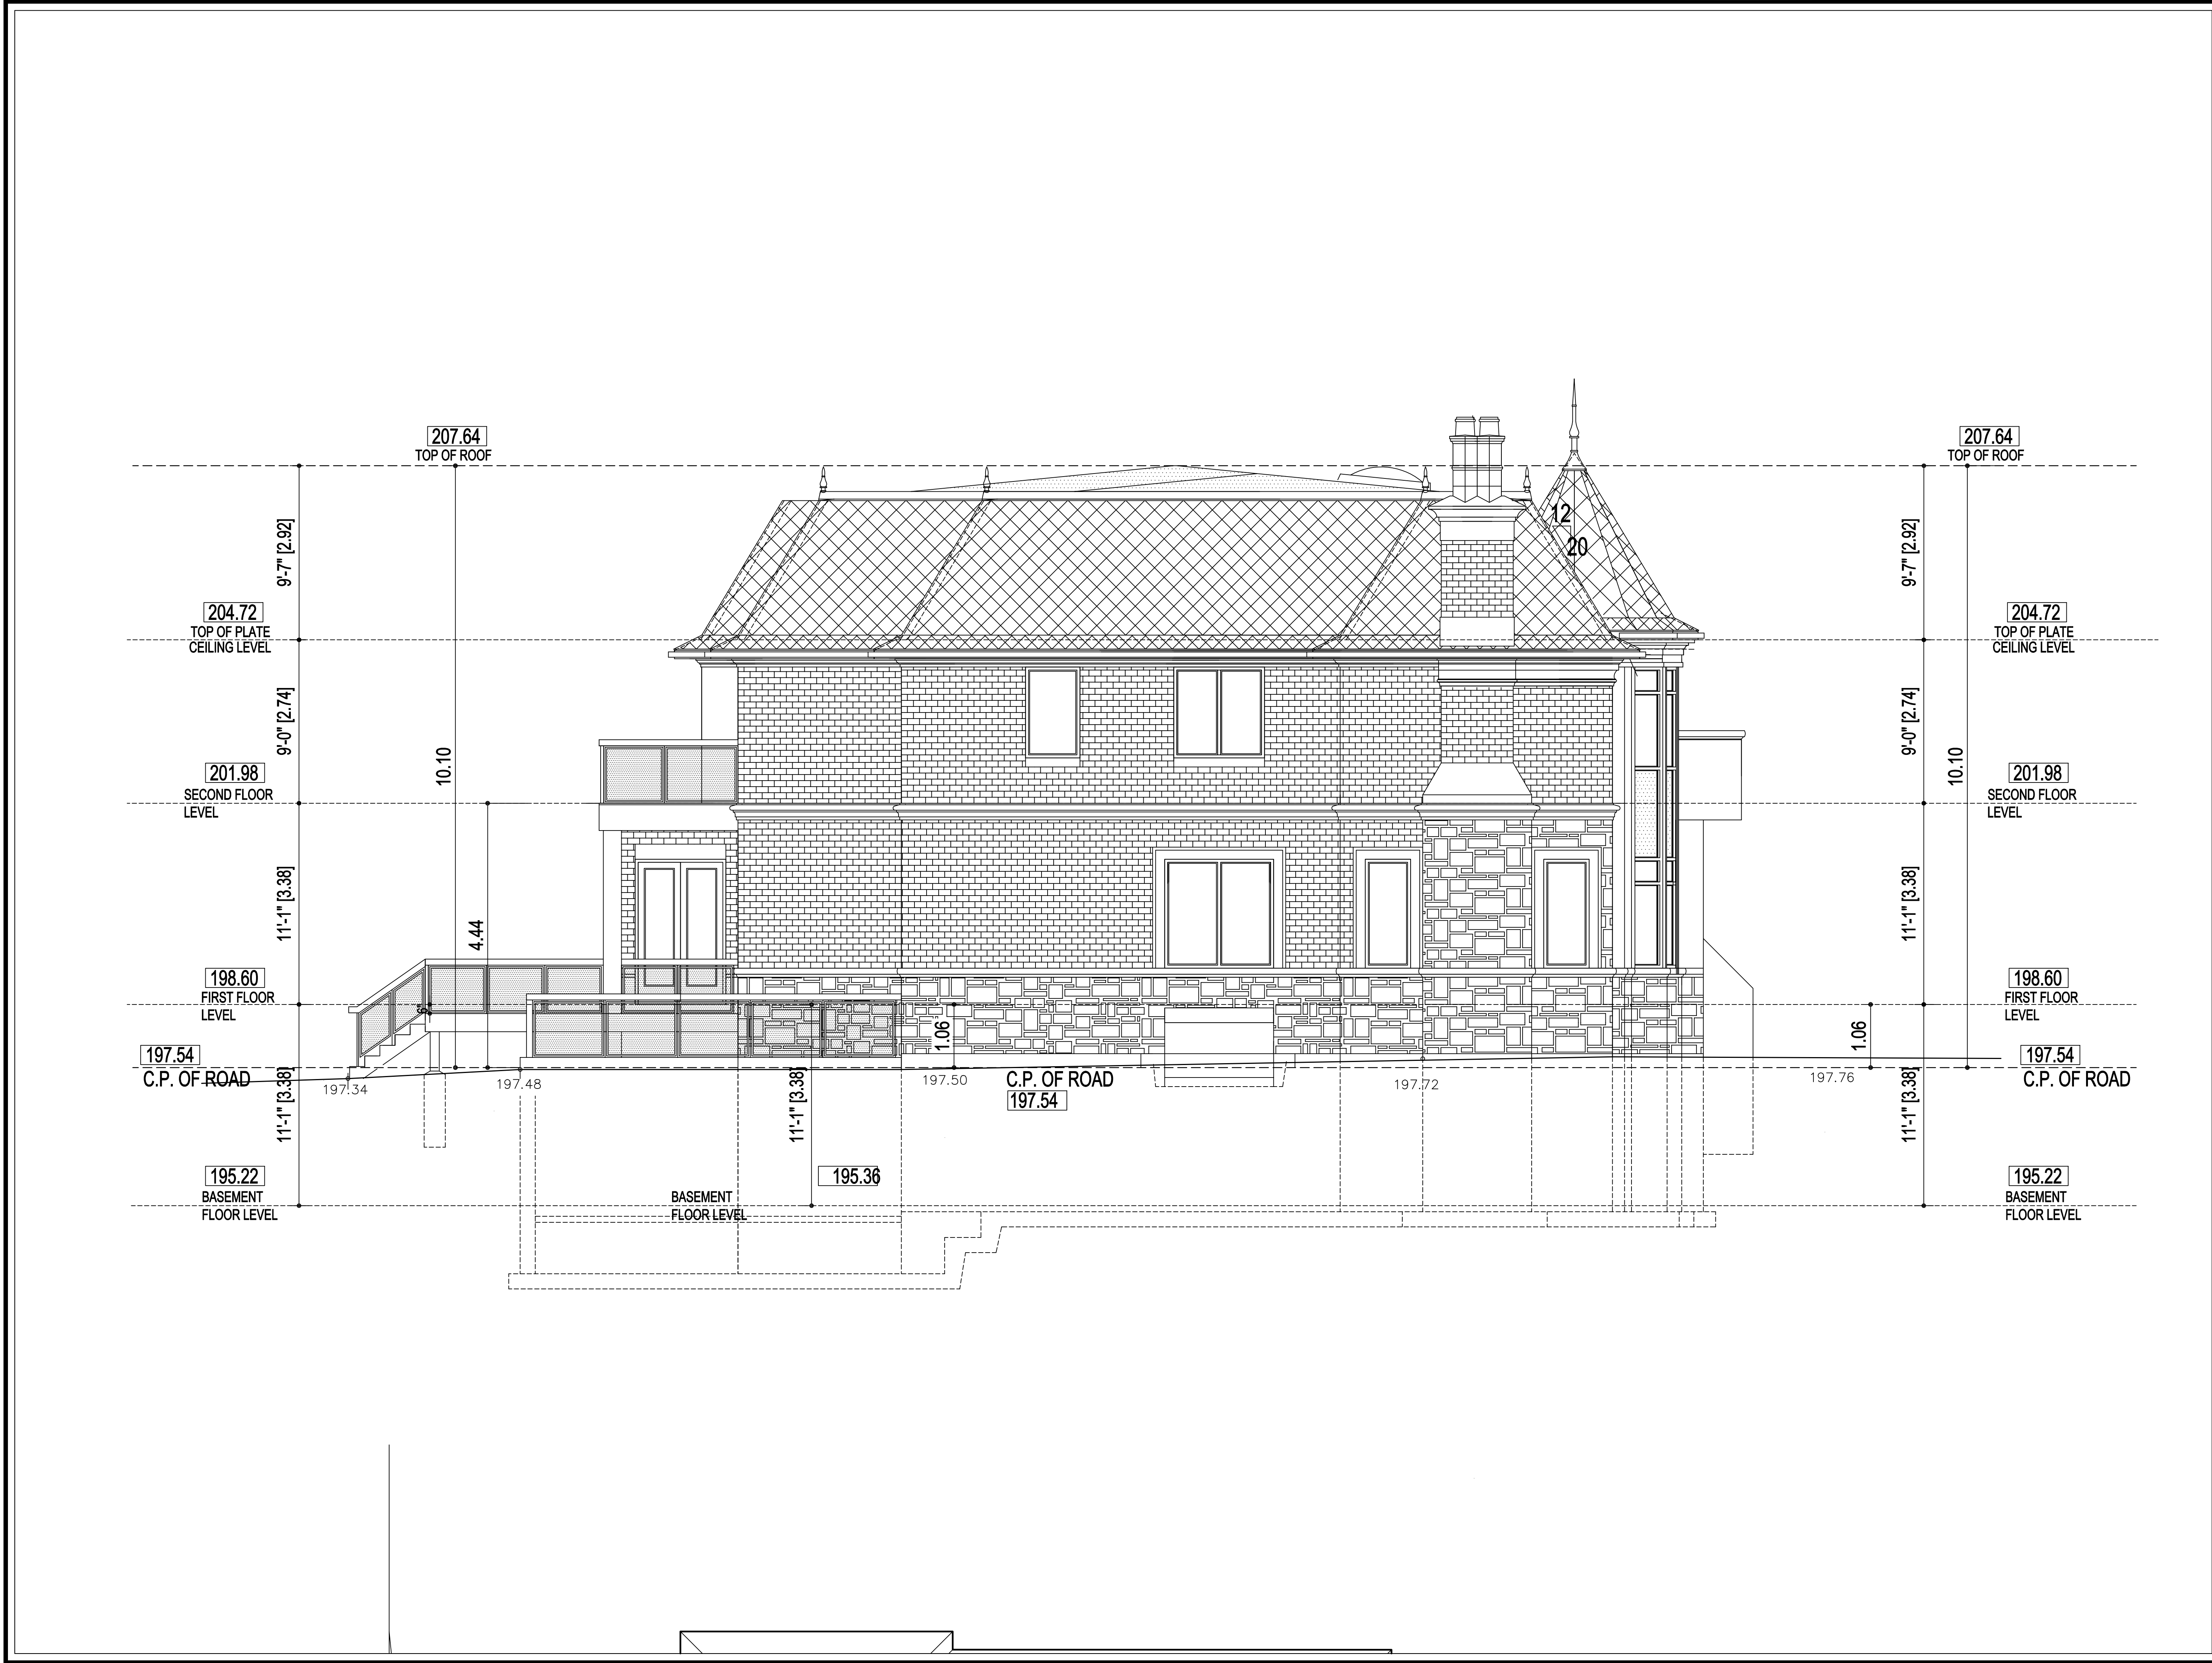 207.64
TOP OF ROOF
207.64
TOP OF ROOF
12
20
9'-7" [2.92]
9'-7" [2.92]
204.72
TOP OF PLATE
CEILING LEVEL
204.72
TOP OF PLATE
CEILING LEVEL
9'-0" [2.74]
10.10
9'-0" [2.74]
10.10
201.98
SECOND FLOOR
LEVEL
201.98
SECOND FLOOR
LEVEL
11'-1" [3.38]
4.44
11'-1" [3.38]
198.60
FIRST FLOOR
LEVEL
198.60
FIRST FLOOR
LEVEL
1.06
1.06
197.54
C.P. OF ROAD
197.34
197.48
197.50
C.P. OF ROAD
197.54
197.72
197.76
197.54
C.P. OF ROAD
11'-1" [3.38]
11'-1" [3.38]
11'-1" [3.38]
195.22
BASEMENT
FLOOR LEVEL
195.36
BASEMENT
FLOOR LEVEL
195.22
BASEMENT
FLOOR LEVEL